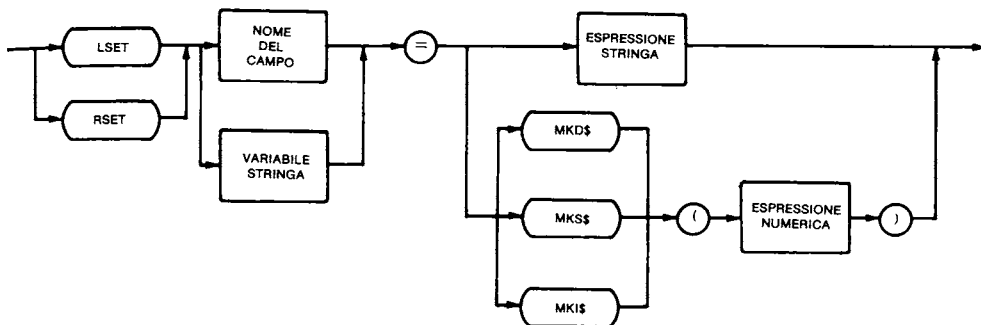 LSET
RSET
NOME
DEL
CAMPO
VARIABILE
STRINGA
=
ESPRESSIONE
STRINGA
MKD$
MKS$
MKI$
(
ESPRESSIONE
NUMERICA
)